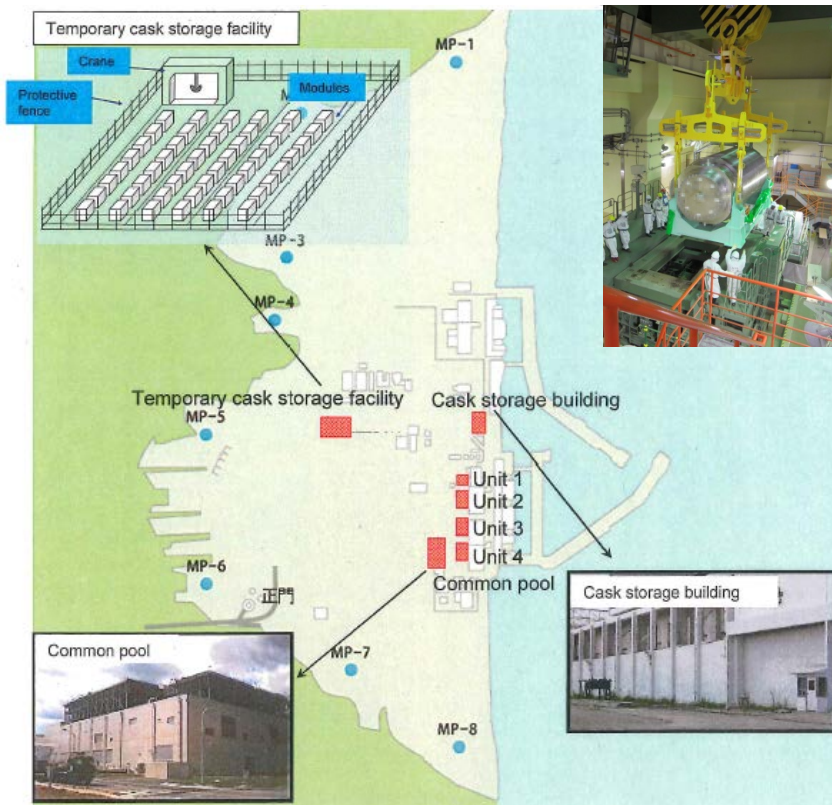 Temporary cask storage facility
Crane
Protective
fence
Modules
MP-1
MP-3
MP-4
Temporary cask storage facility
Cask storage building
MP-5
Unit 1
Unit 2
Unit 3
Unit 4
Common pool
MP-6
正門
Cask storage building
Common pool
MP-7
MP-8